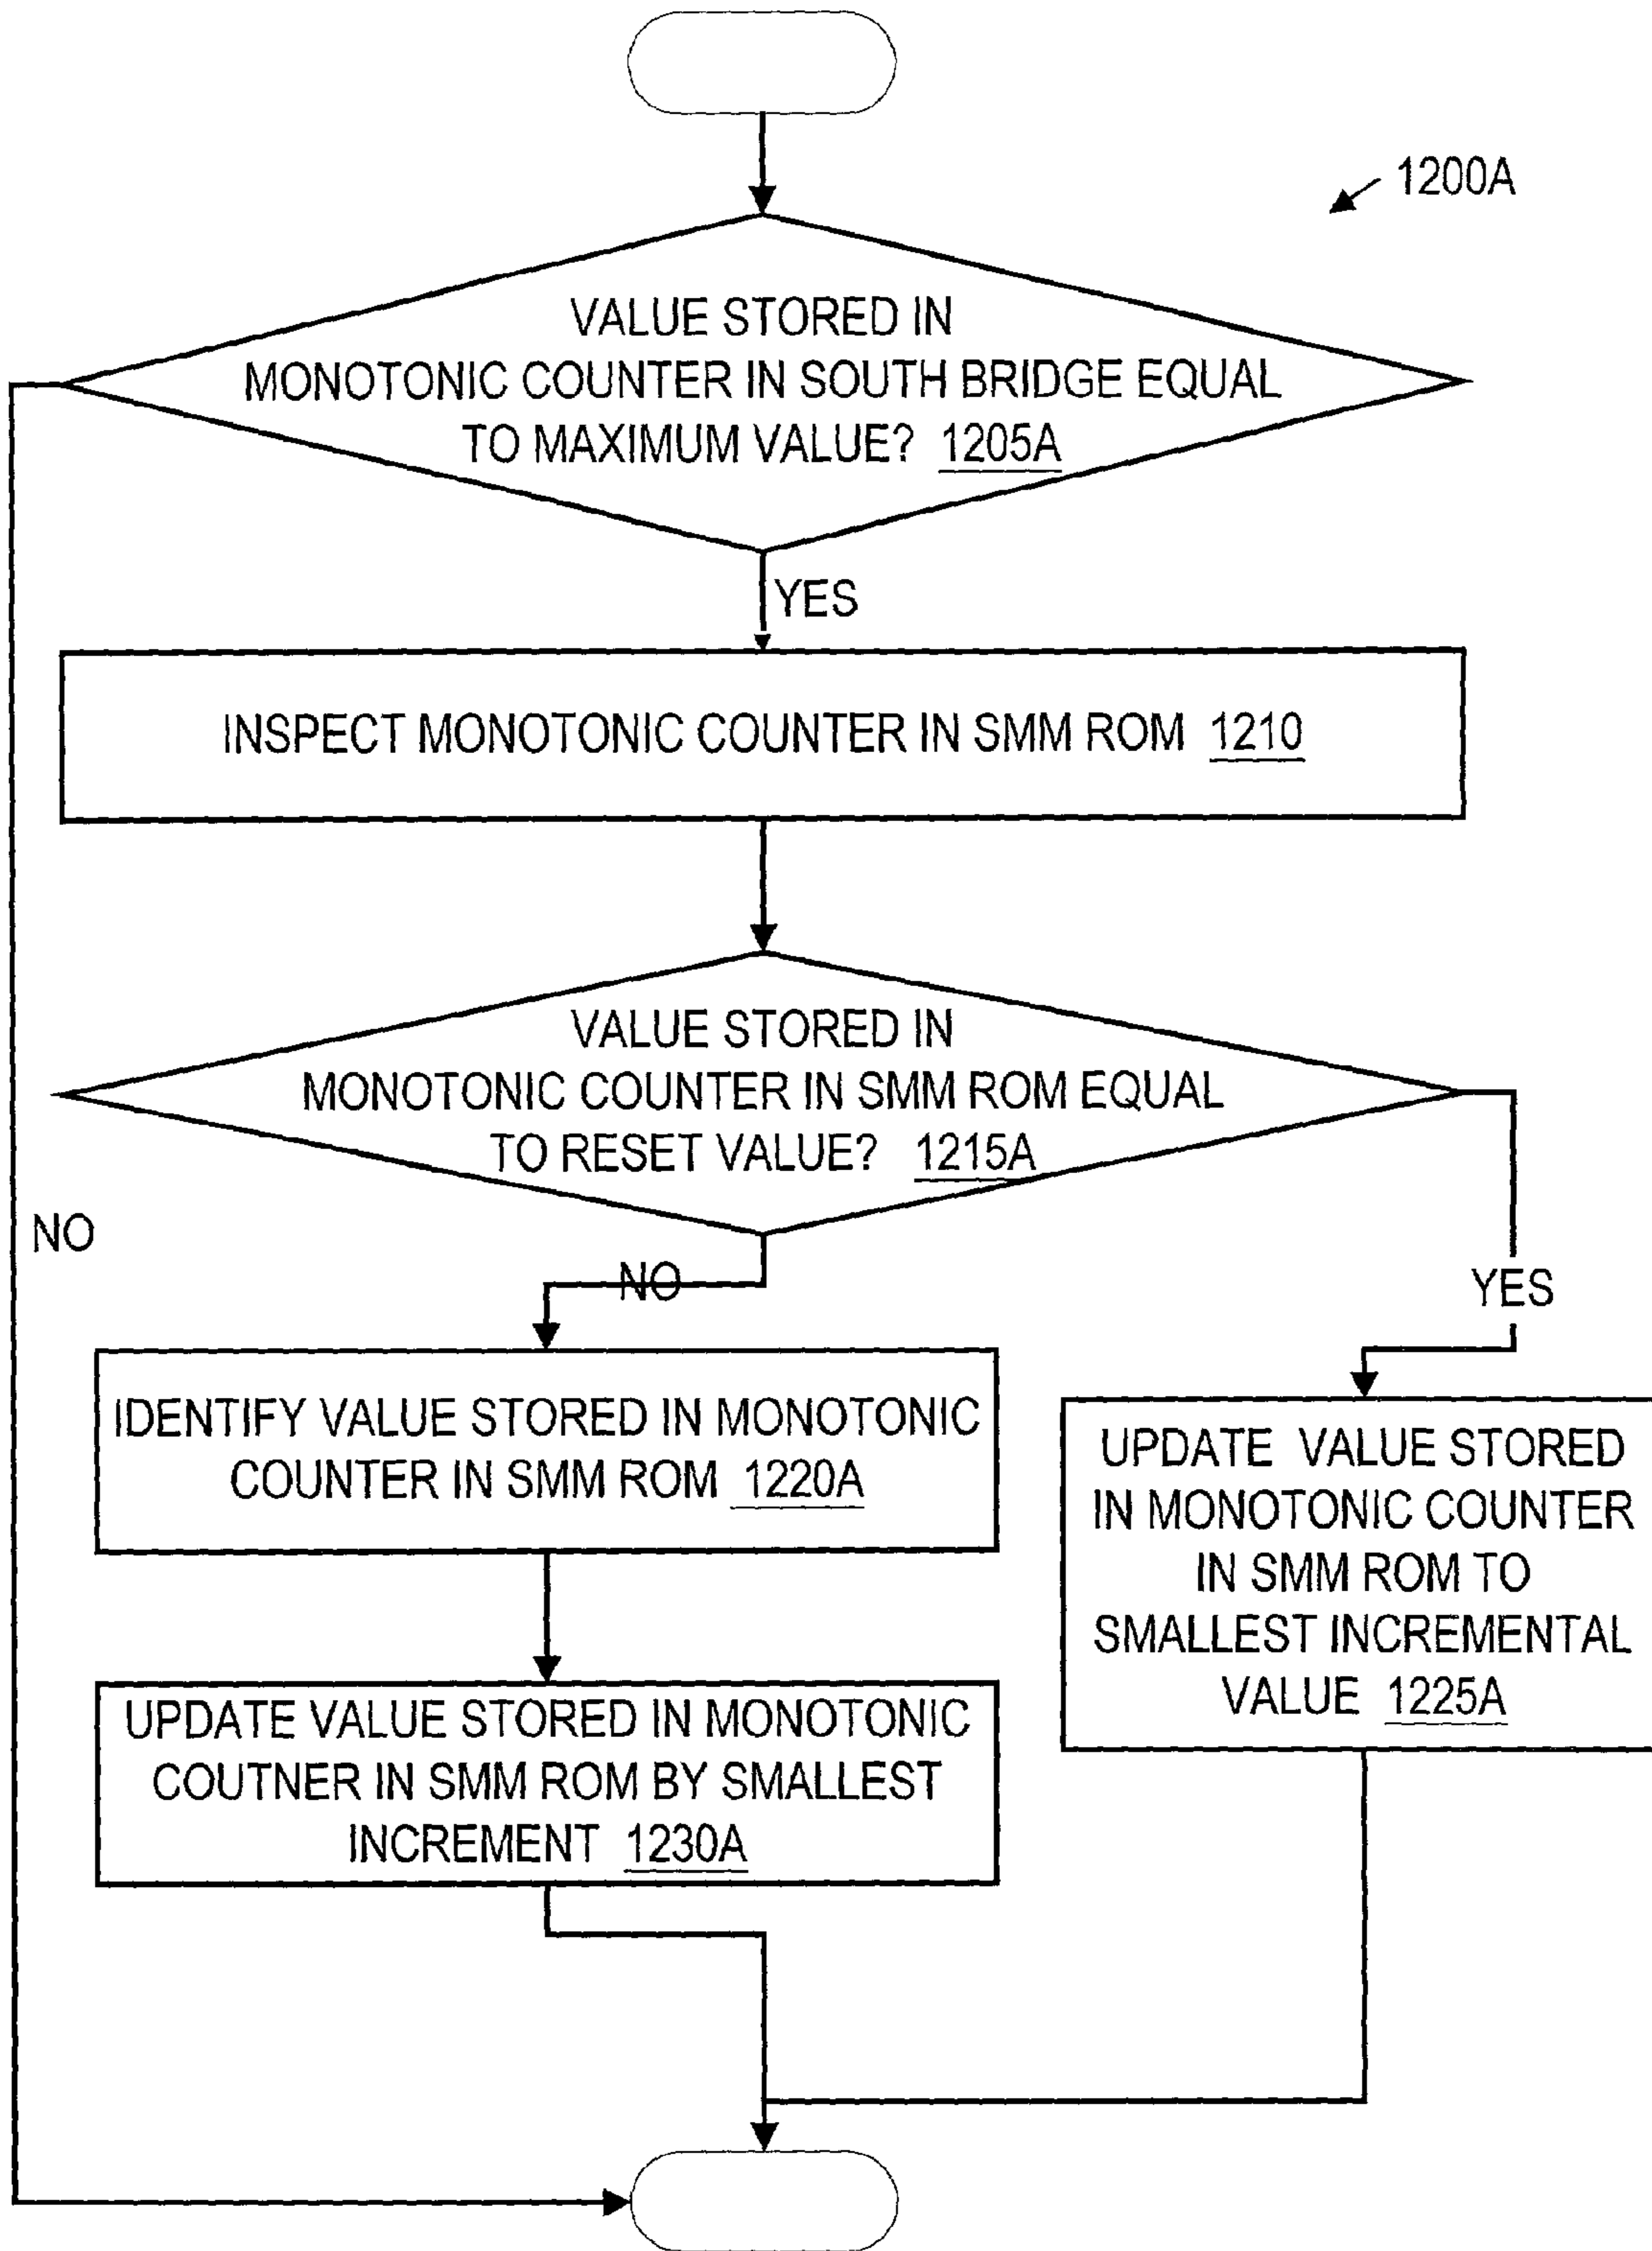 1200A
VALUE STORED IN
MONOTONIC COUNTER IN SOUTH BRIDGE EQUAL
TO MAXIMUM VALUE? 1205A
YES
INSPECT MONOTONIC COUNTER IN SMM ROM 1210
VALUE STORED IN
MONOTONIC COUNTER IN SMM ROM EQUAL
TO RESET VALUE? 1215A
NO
NO
YES
IDENTIFY VALUE STORED IN MONOTONIC
COUNTER IN SMM ROM 1220A
UPDATE VALUE STORED
IN MONOTONIC COUNTER
IN SMM ROM TO
SMALLEST INCREMENTAL
VALUE 1225A
UPDATE VALUE STORED IN MONOTONIC
COUTNER IN SMM ROM BY SMALLEST
INCREMENT 1230A